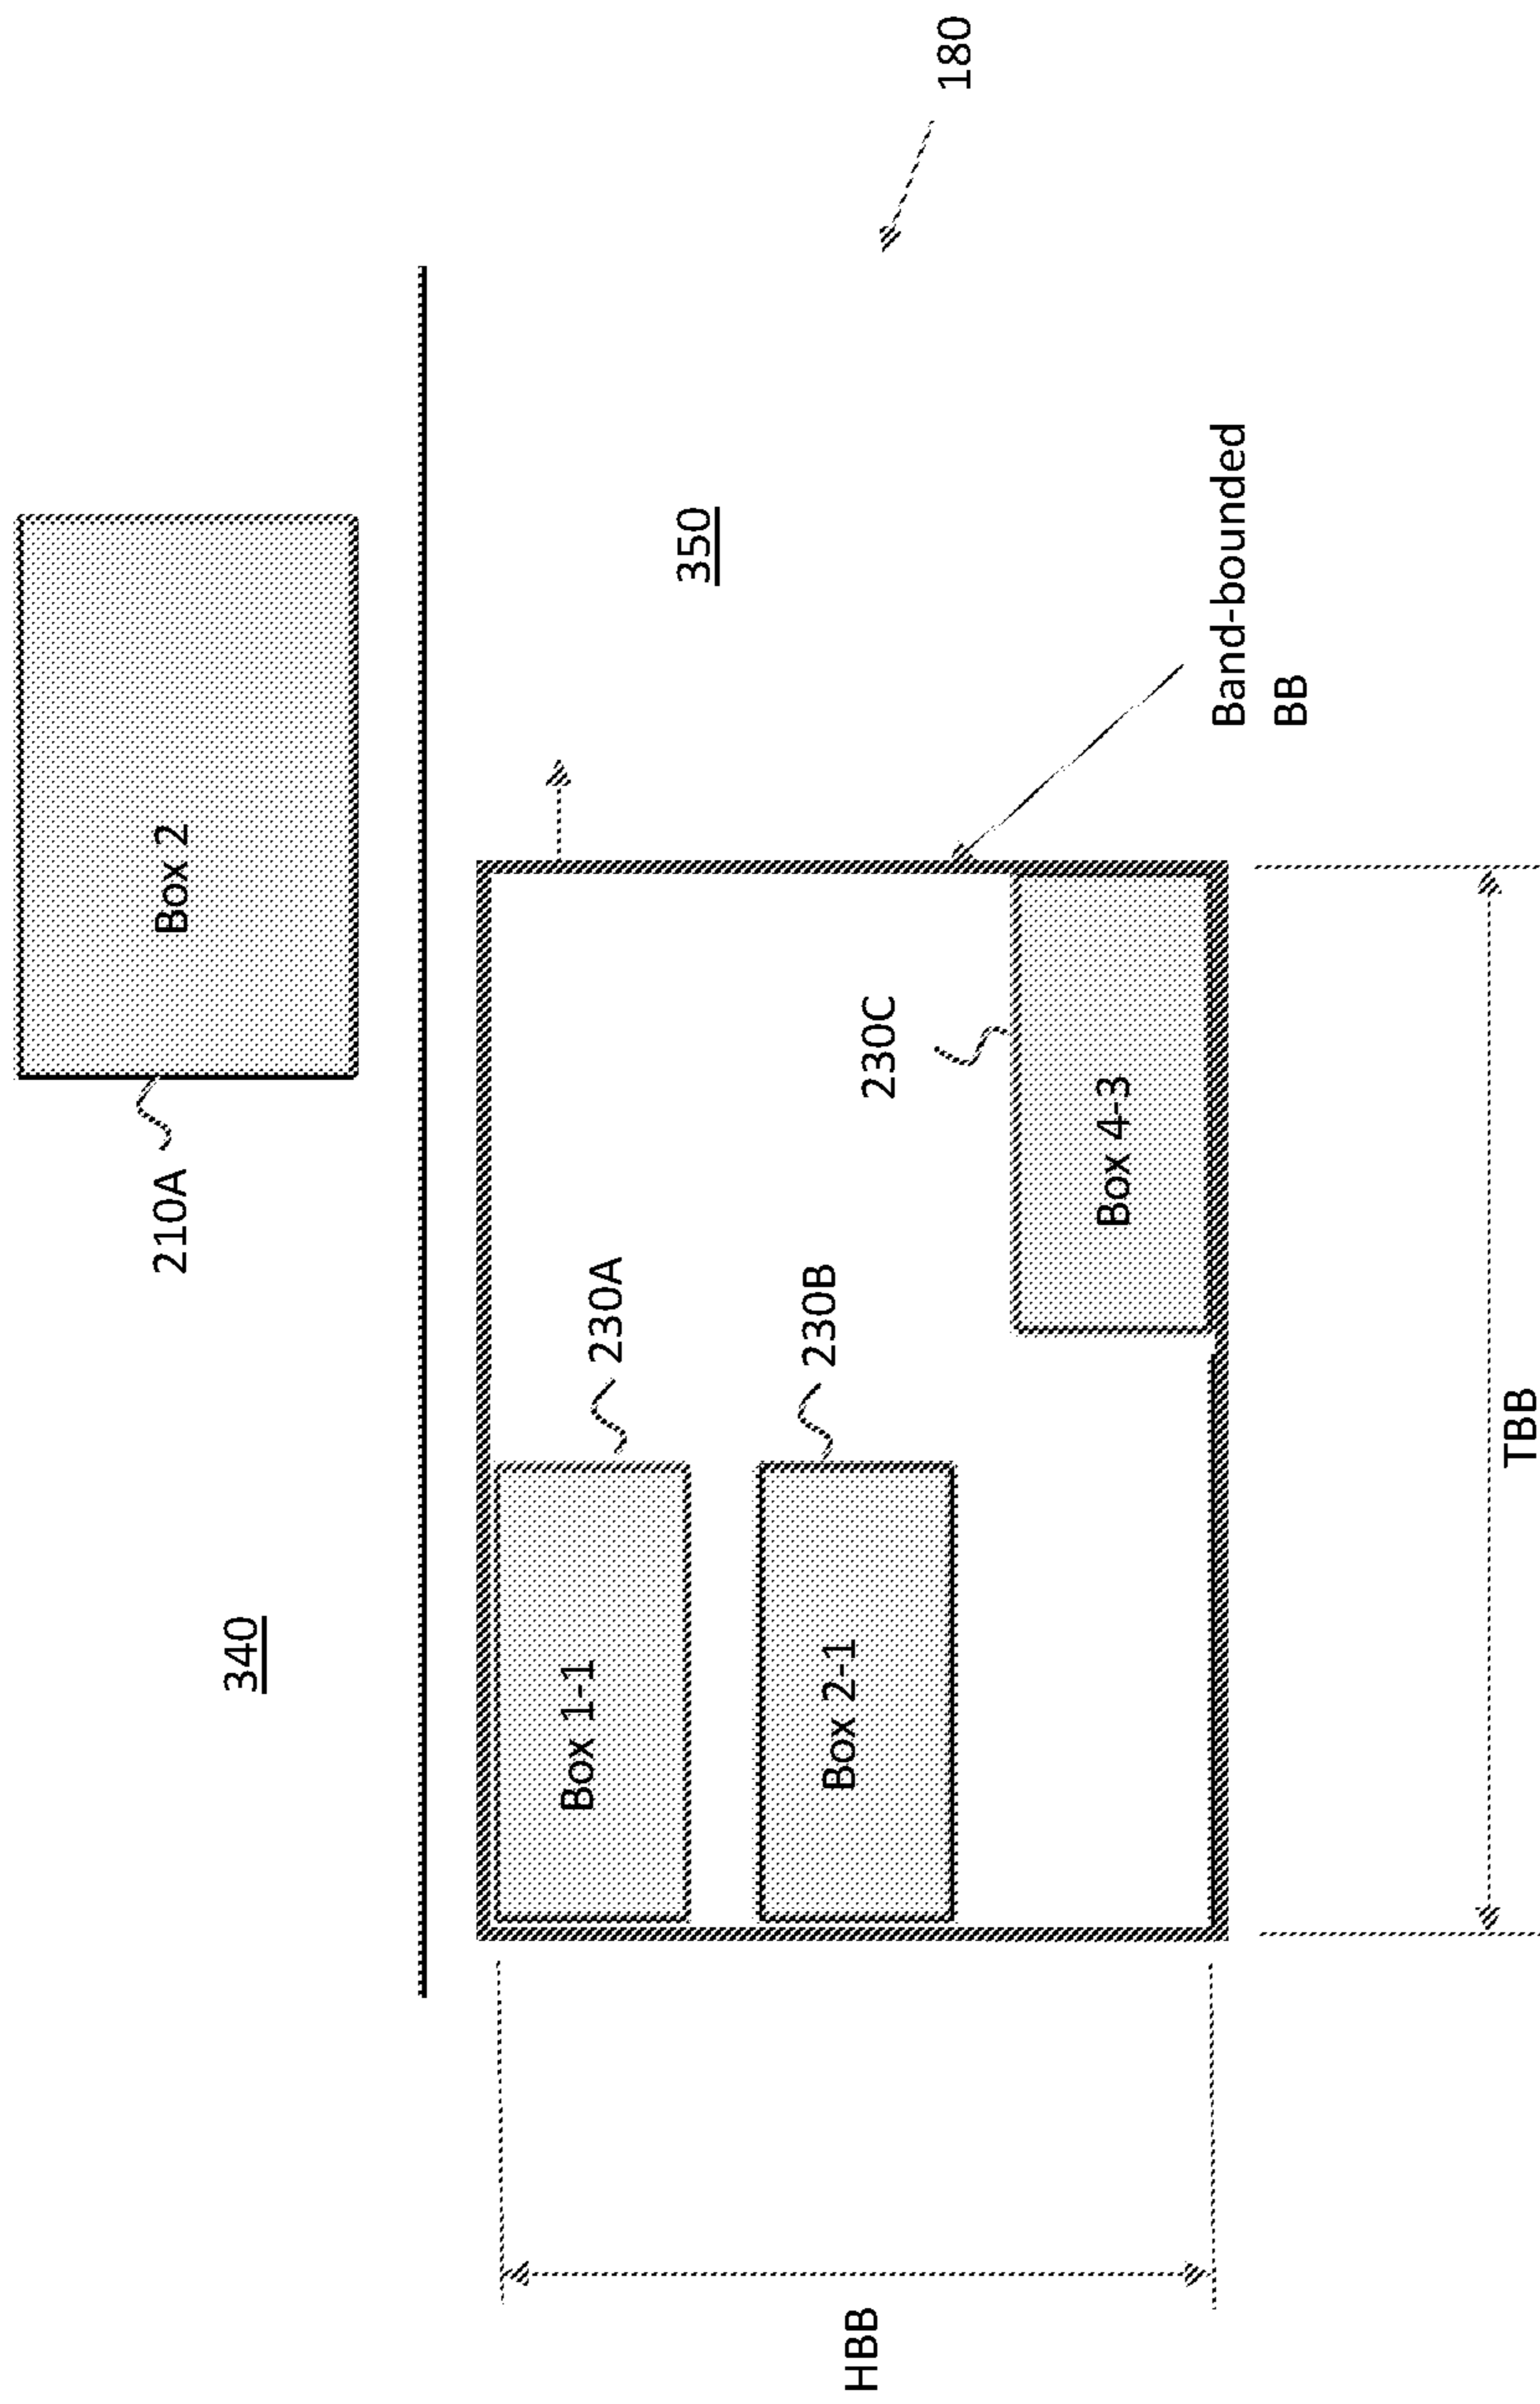 210A
Box 2
340
180
350
Box 1-1
230A
Box 2-1
230B
230C
Box 4-3
HBB
Band-bounded
BB
TBB